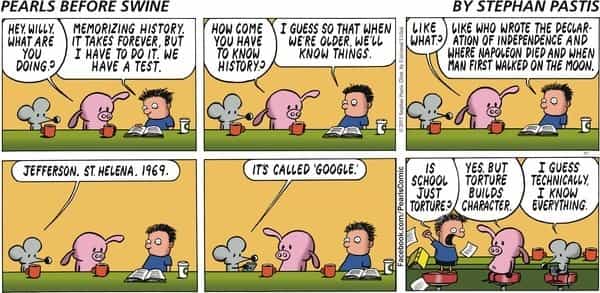 PEARLS BEFORE SWINE
BY STEPHAN PASTIS
HEY, WILLY.
WHAT ARE
YOU
DOING?
MEMORIZING HISTORY.
IT TAKES FOREVER, BUT
I HAVE TO DO IT. WE
HAVE A TEST.
HOW COME
YOU HAVE
TO KNOW
HISTORY?
I GUESS SO THAT WHEN
WE'RE OLDER, WE'LL
KNOW THINGS.
LIKE
WHAT?
LIKE WHO WROTE THE DECLAR-
ATION OF INDEPENDENCE AND
WHERE NAPOLEON DIED AND WHEN
MAN FIRST WALKED ON THE MOON.
JEFFERSON. ST. HELENA. 1969.
IT'S CALLED 'GOOGLE.'
Facebook.com/PearlsComic
IS
SCHOOL
JUST
TORTURE?
YES, BUT
TORTURE
BUILDS
CHARACTER.
I GUESS
TECHNICALLY,
I KNOW
EVERYTHING.